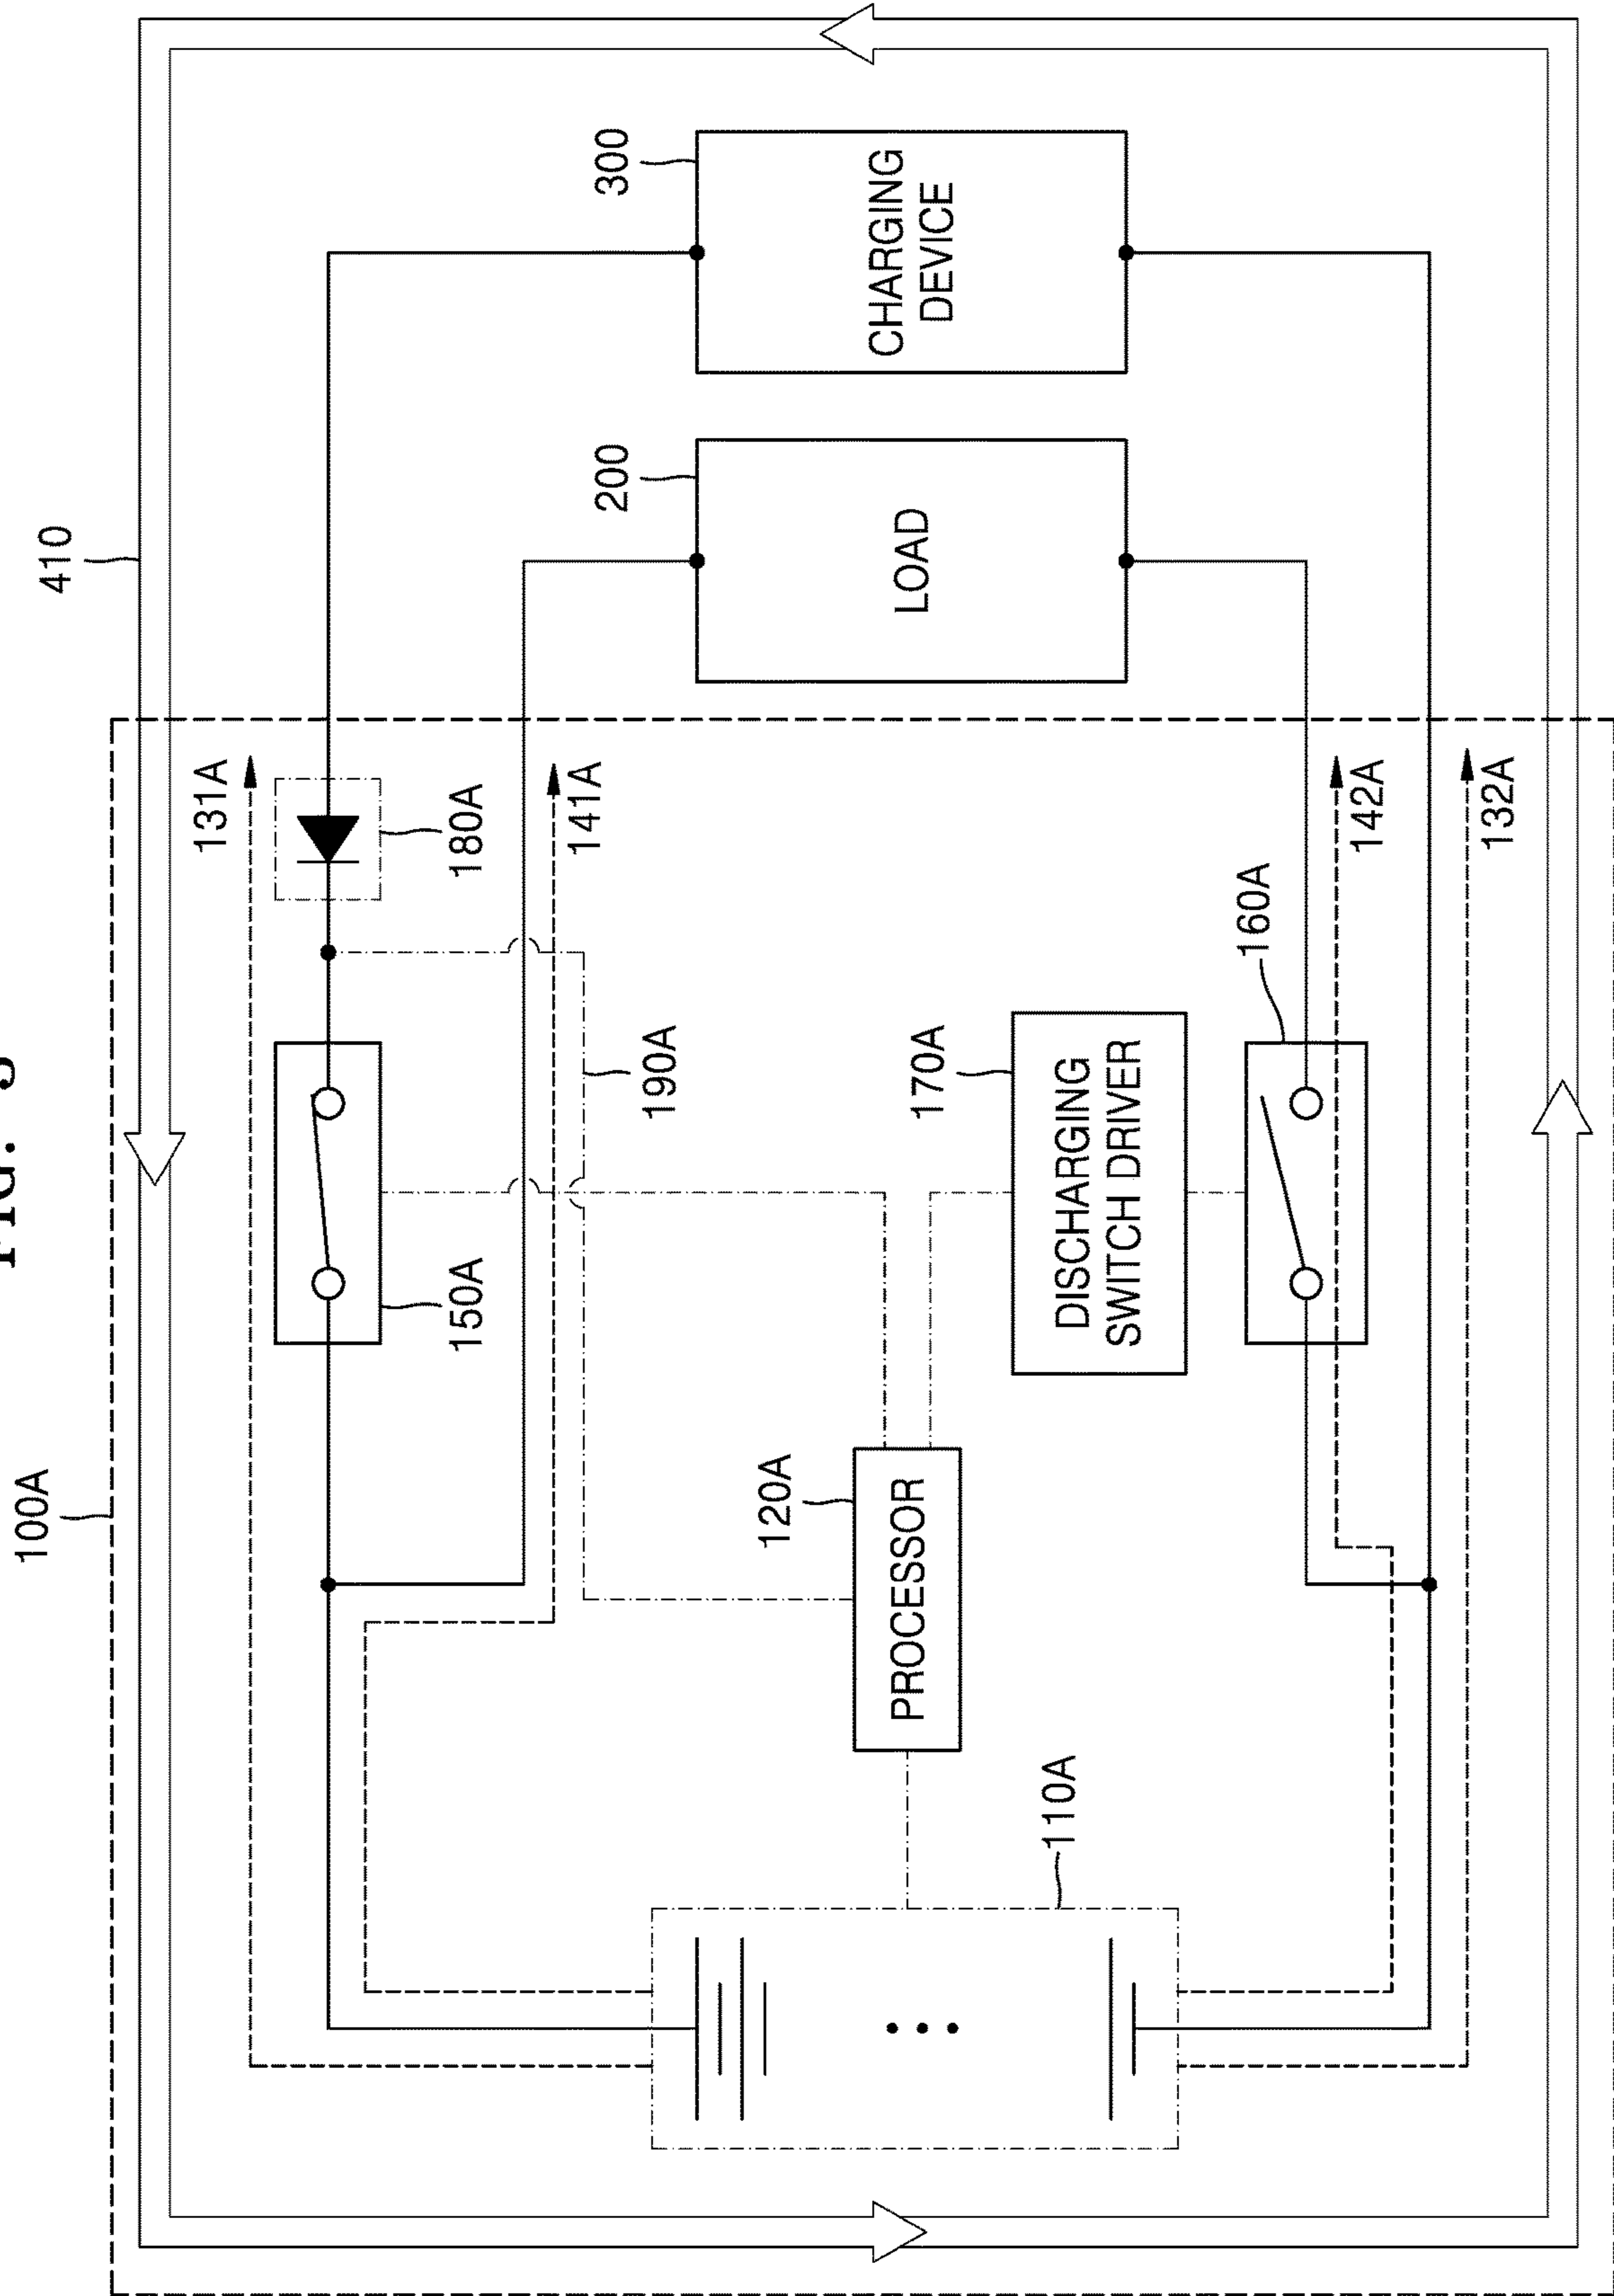 FIG.
100A
410
131A
150A
180A
141A
200
300
190A
120A
PROCESSOR
LOAD
CHARGING
DEVICE
170A
DISCHARGING
SWITCH DRIVER
110A
160A
142A
132A